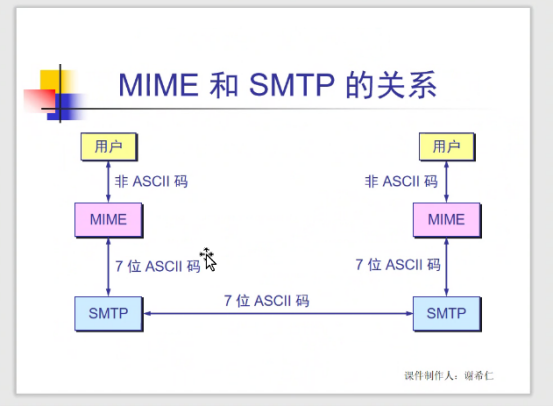 MIME 和 SMTP 的关系
用户
用户
非 ASCII 码
非 ASCII 码
MIME
MIME
7 位 ASCII 码
7 位 ASCII 码
7 位 ASCII 码
SMTP
SMTP
课件制作人：谢希仁